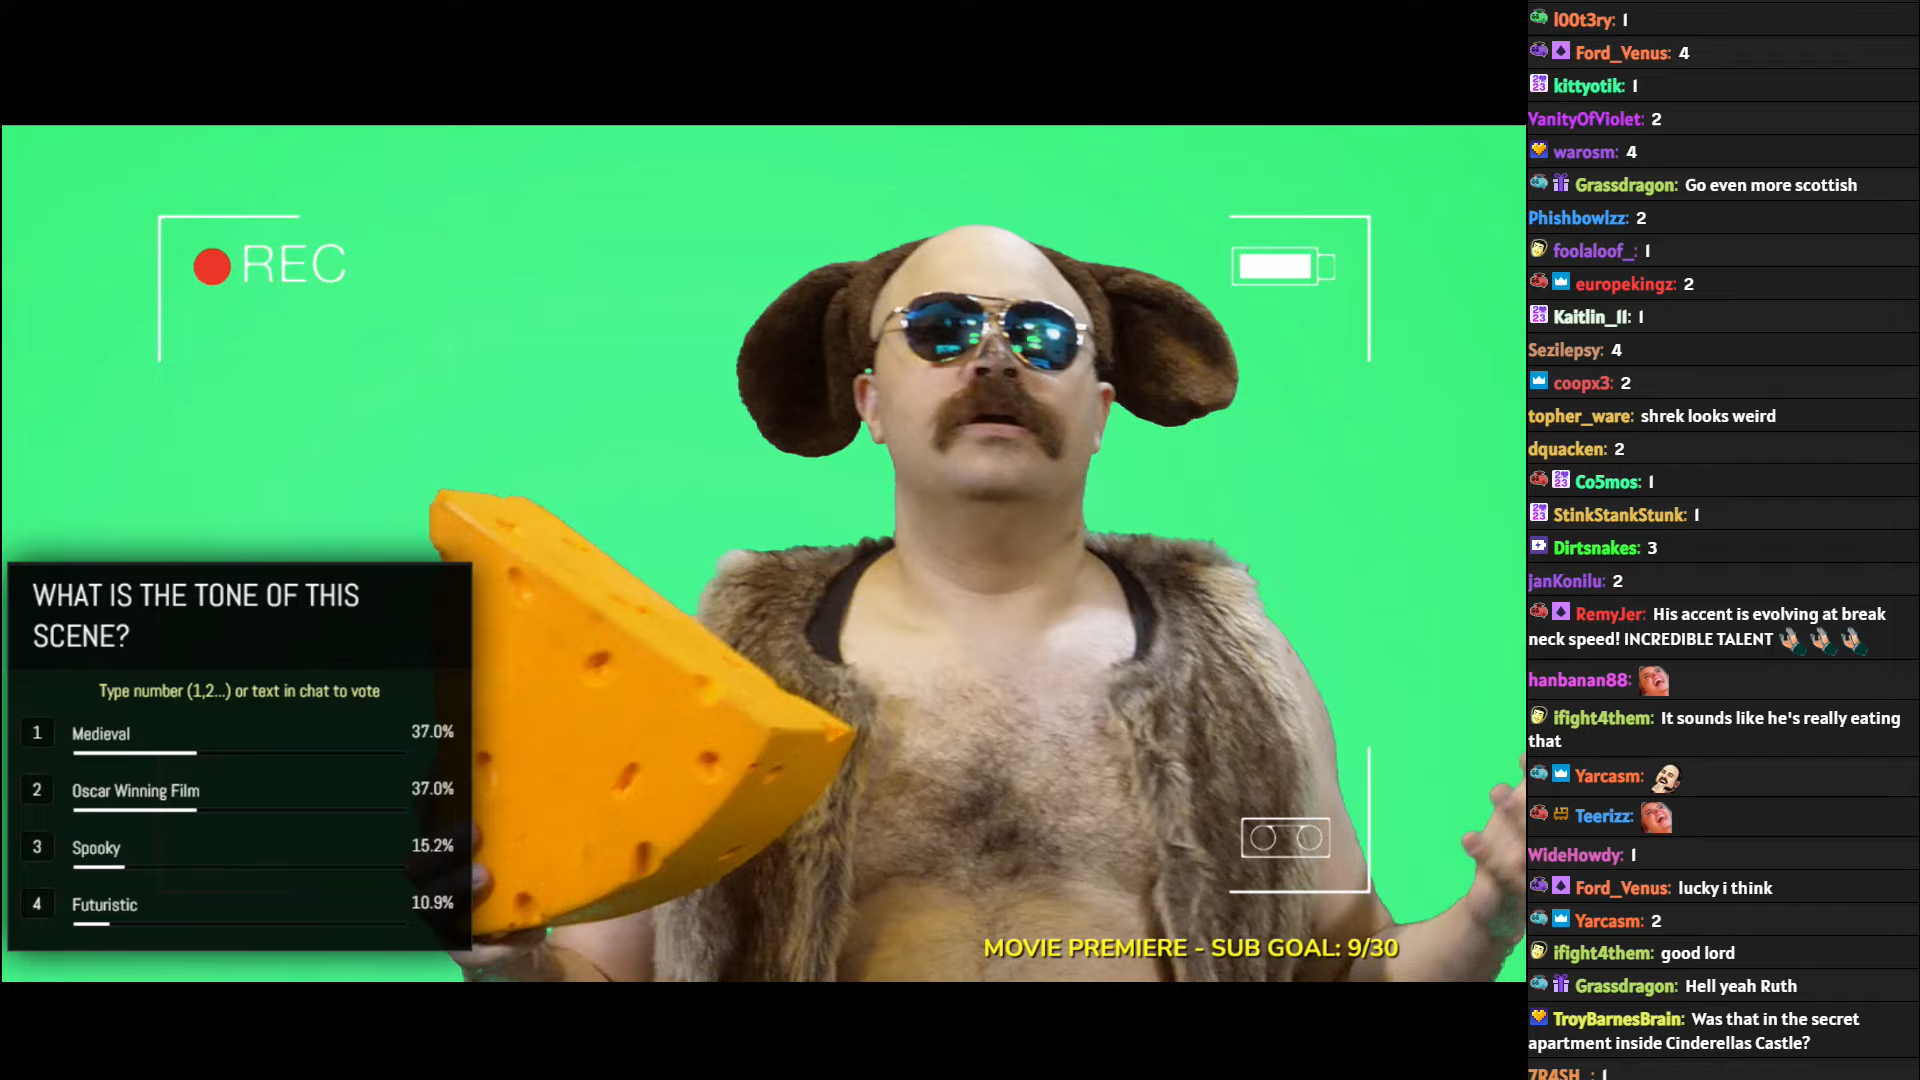 REC
WHAT IS THE TONE OF THIS
SCENE?
Type number (1,2...) or text in chat to vote
1 Medieval 37.0%
2 Oscar Winning Film 37.0%
3 Spooky 15.2%
4 Futuristic 10.9%
MOVIE PREMIERE - SUB GOAL: 9/30
l00t3ry: 1
Ford_Venus: 4
kittyotik: 1
VanityOfViolet: 2
warosm: 4
Grassdragon: Go even more scottish
Phishbowlzz: 2
foolaloof_: 1
europekingz: 2
Kaitlin_11: 1
Sezilepsy: 4
coopx3: 2
topher_ware: shrek looks weird
dquacken: 2
Co5mos: 1
StinkStankStunk: 1
Dirtsnakes: 3
janKonilu: 2
RemyJer: His accent is evolving at break
neck speed! INCREDIBLE TALENT
hanbanan88:
ifight4them: It sounds like he's really eating
that
Yarcasm:
Teerizz:
WideHowdy: 1
Ford_Venus: lucky i think
Yarcasm: 2
ifight4them: good lord
Grassdragon: Hell yeah Ruth
TroyBarnesBrain: Was that in the secret
apartment inside Cinderellas Castle?
7R4SH_: 1